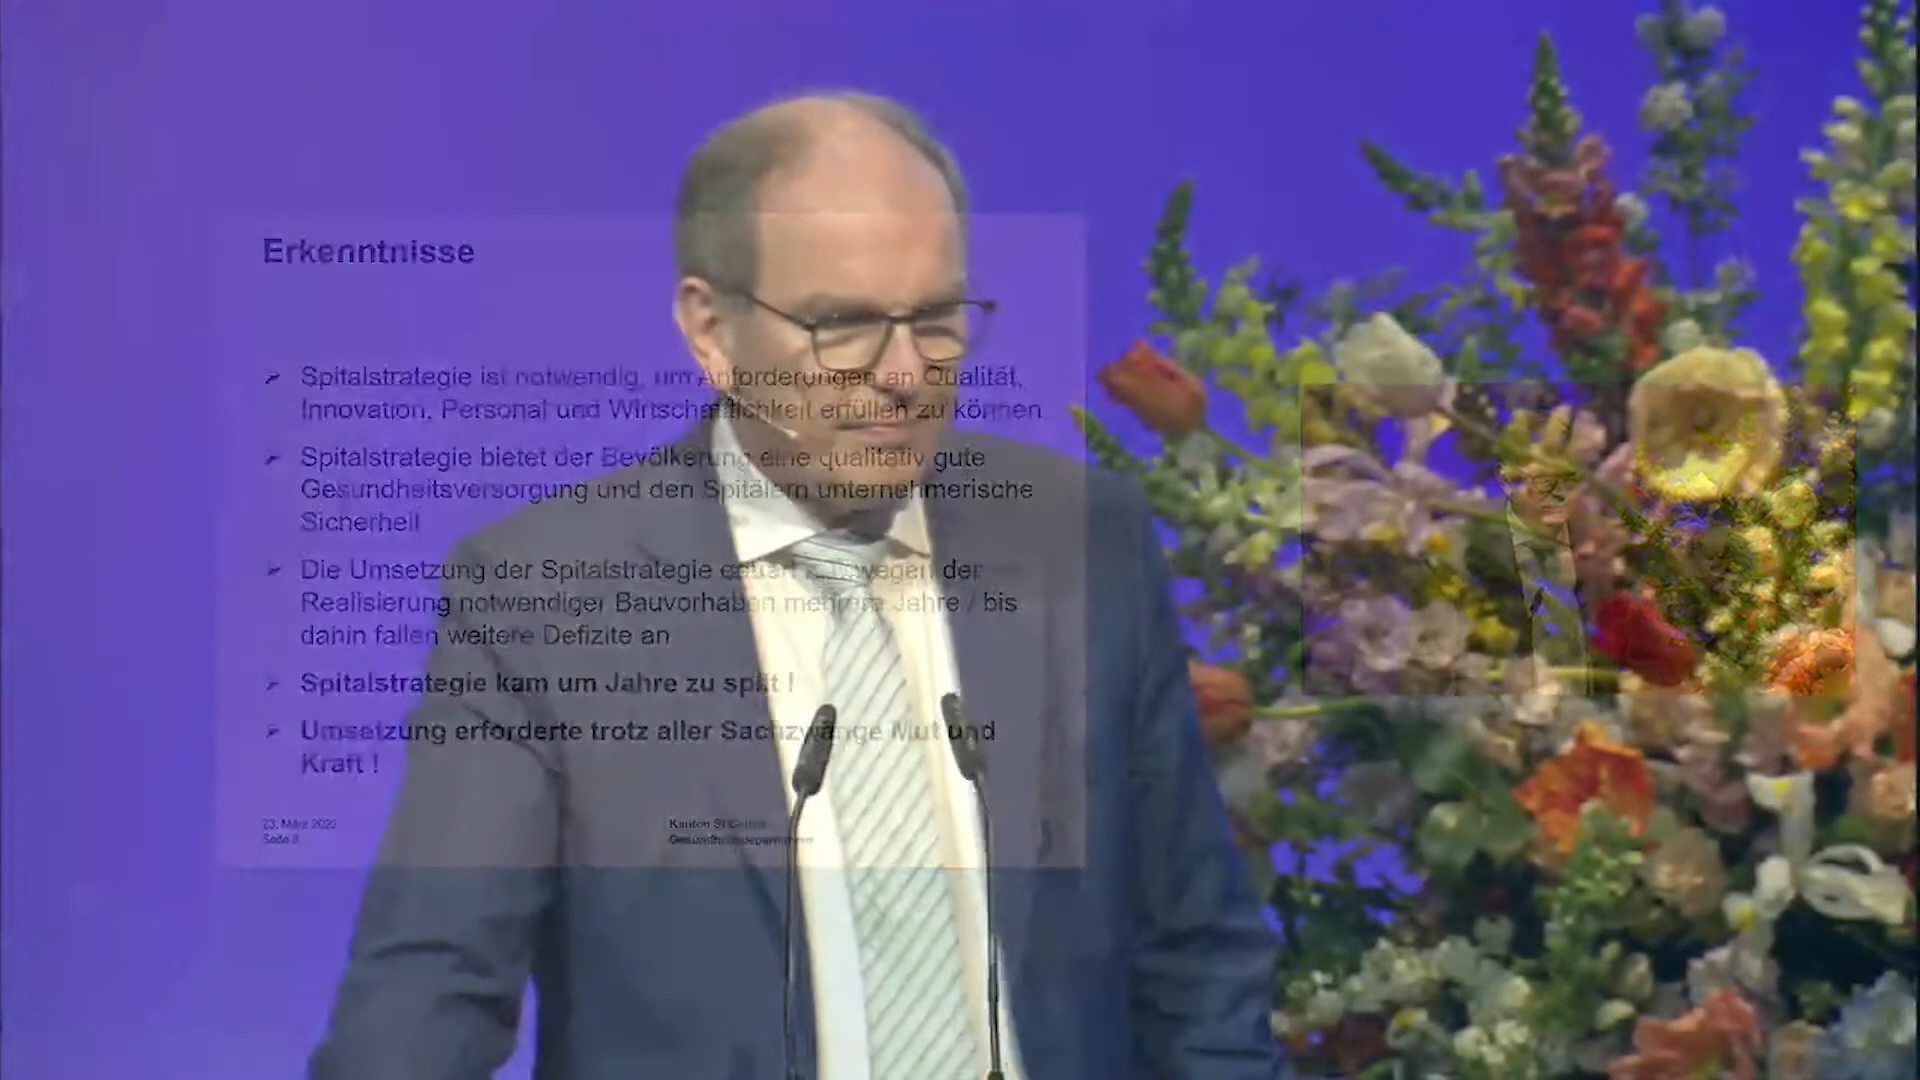 Erkenntnisse
➢ Spitalstrategie ist notwendig, um Anforderungen an Qualität,
Innovation, Personal und Wirtschaftlichkeit erfüllen zu können
➢ Spitalstrategie bietet der Bevölkerung eine qualitativ gute
Gesundheitsversorgung und den Spitälern unternehmerische
Sicherheit
➢ Die Umsetzung der Spitalstrategie wegen der
Realisierung notwendiger Bauvorhaben mehrere Jahre / bis
dahin fallen weitere Defizite an
➢ Spitalstrategie kam um Jahre zu spät !
➢ Umsetzung erforderte trotz aller Sachzwänge Mut und
Kraft !
23. März 2022
Seite
Kanton St.Gallen
Gesundheitsdepartement